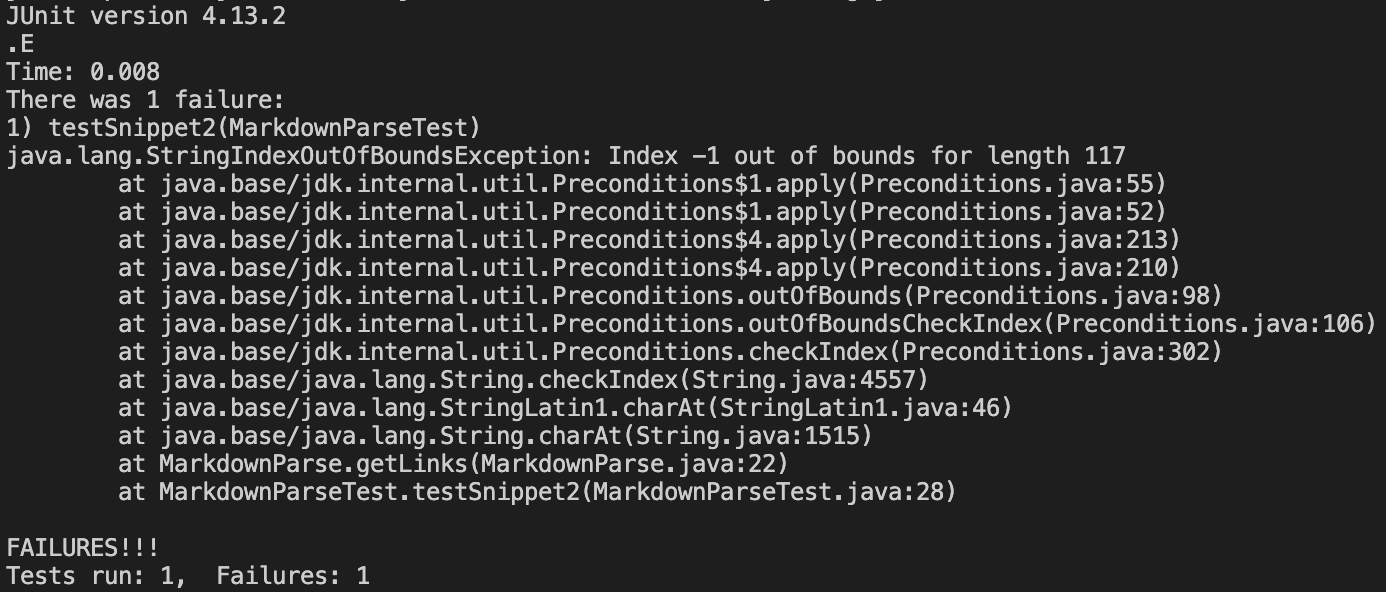 JUnit version 4.13.2
.E
Time: 0.008
There was 1 failure:
1) testSnippet2(MarkdownParseTest)
java.lang.StringIndexOutOfBoundsException: Index -1 out of bounds for length 117
        at java.base/jdk.internal.util.Preconditions$1.apply(Preconditions.java:55)
        at java.base/jdk.internal.util.Preconditions$1.apply(Preconditions.java:52)
        at java.base/jdk.internal.util.Preconditions$4.apply(Preconditions.java:213)
        at java.base/jdk.internal.util.Preconditions$4.apply(Preconditions.java:210)
        at java.base/jdk.internal.util.Preconditions.outOfBounds(Preconditions.java:98)
        at java.base/jdk.internal.util.Preconditions.outOfBoundsCheckIndex(Preconditions.java:106)
        at java.base/jdk.internal.util.Preconditions.checkIndex(Preconditions.java:302)
        at java.base/java.lang.String.checkIndex(String.java:4557)
        at java.base/java.lang.StringLatin1.charAt(StringLatin1.java:46)
        at java.base/java.lang.String.charAt(String.java:1515)
        at MarkdownParse.getLinks(MarkdownParse.java:22)
        at MarkdownParseTest.testSnippet2(MarkdownParseTest.java:28)

FAILURES!!!
Tests run: 1,  Failures: 1